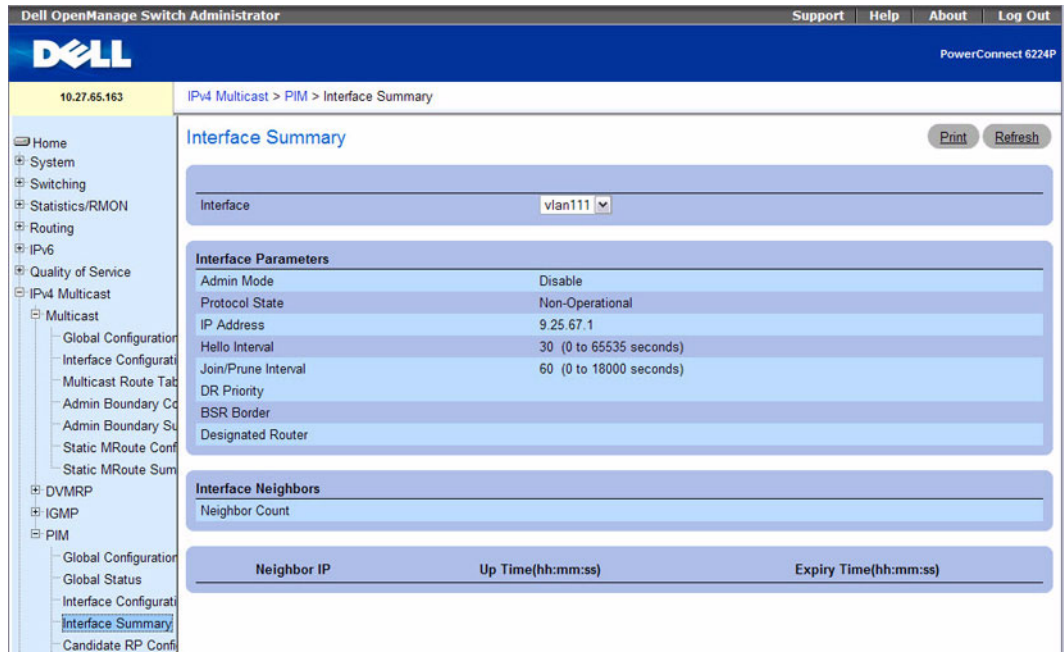 Dell OpenManage Switch Administrator
Support Help About Log Out
DELL
PowerConnect 6224P
10.27.65.163
IPv4 Multicast > PIM > Interface Summary
Home
System
Switching
Statistics/RMON
Routing
IPv6
Quality of Service
IPv4 Multicast
Multicast
Global Configuration
Interface Configurati
Multicast Route Tab
Admin Boundary Co
Admin Boundary Su
Static MRoute Conf
Static MRoute Sum
DVMRP
IGMP
PIM
Global Configuration
Global Status
Interface Configurati
Interface Summary
Candidate RP Confi
Interface Summary
Print Refresh
Interface vlan111
Interface Parameters
Admin Mode Disable
Protocol State Non-Operational
IP Address 9.25.67.1
Hello Interval 30 (0 to 65535 seconds)
Join/Prune Interval 60 (0 to 18000 seconds)
DR Priority
BSR Border
Designated Router
Interface Neighbors
Neighbor Count
Neighbor IP Up Time(hh:mm:ss) Expiry Time(hh:mm:ss)